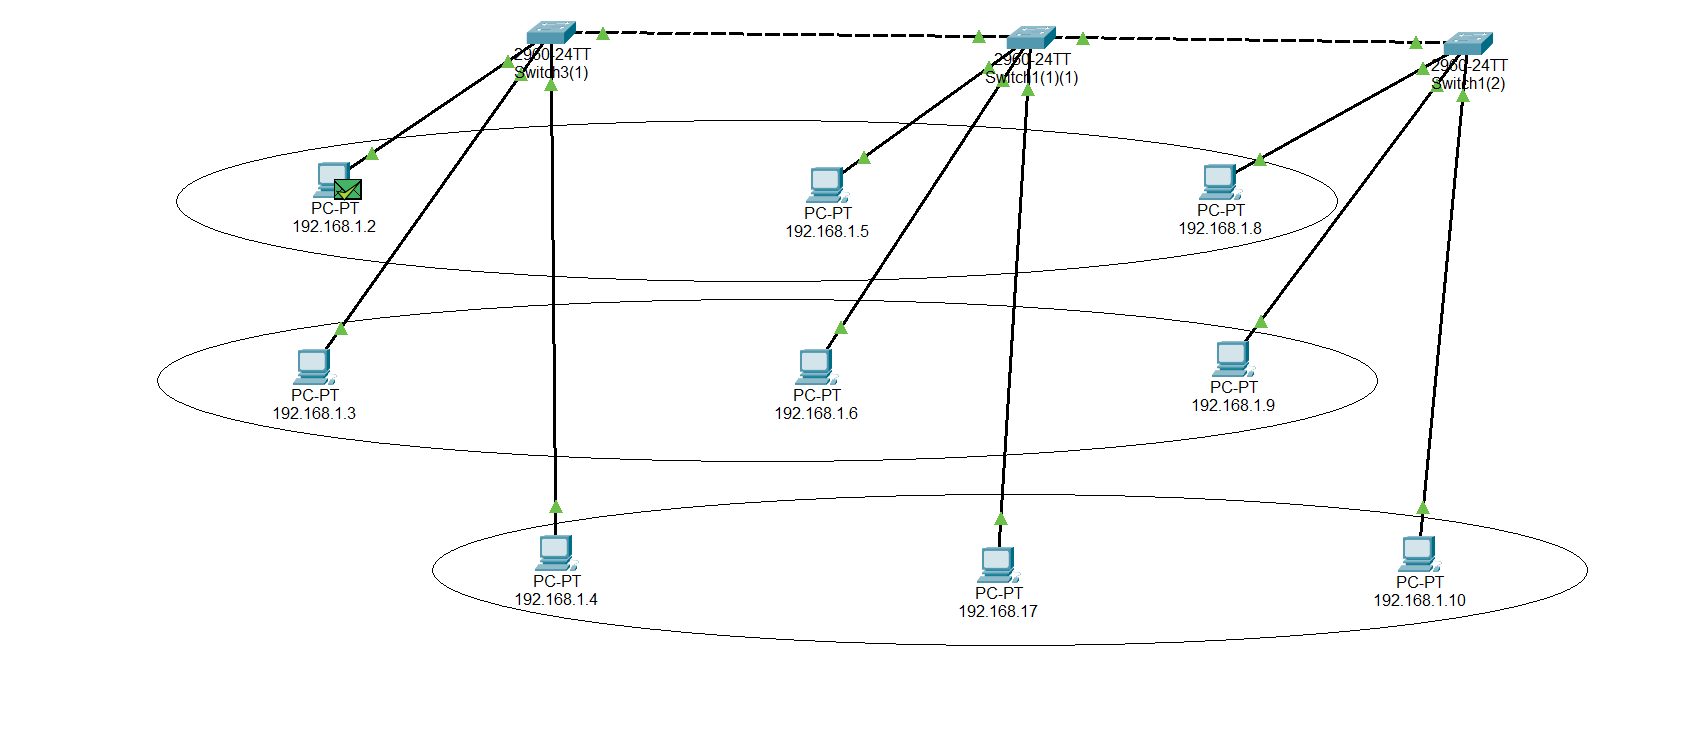 2960-24TT
Switch3(1)
2960-24TT
Switch1(1)(1)
2960-24TT
Switch1(2)
PC-PT
192.168.1.2
PC-PT
192.168.1.5
PC-PT
192.168.1.8
PC-PT
192.168.1.3
PC-PT
192.168.1.6
PC-PT
192.168.1.9
PC-PT
192.168.1.4
PC-PT
192.168.17
PC-PT
192.168.1.10